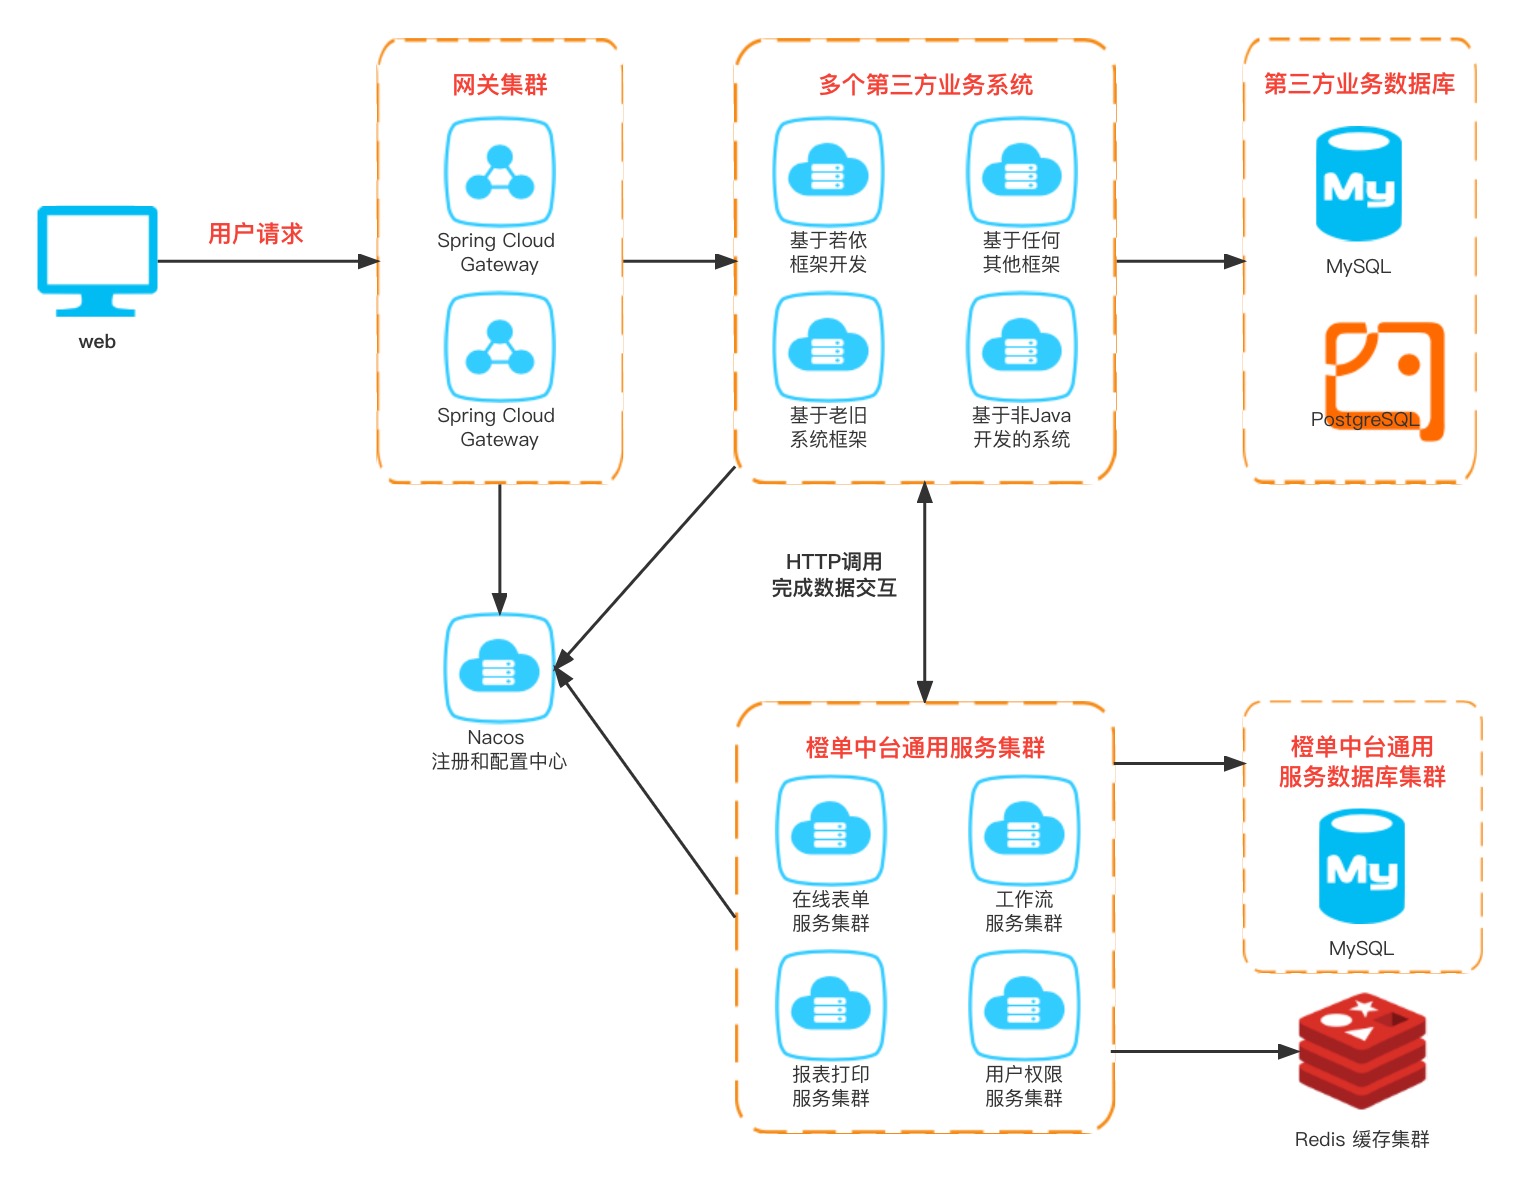 用户请求
web
网关集群
Spring Cloud
Gateway
Spring Cloud
Gateway
多个第三方业务系统
基于若依
框架开发
基于任何
其他框架
基于老旧
系统框架
基于非Java
开发的系统
第三方业务数据库
My
MySQL
PostgreSQL
HTTP调用
完成数据交互
Nacos
注册和配置中心
橙单中台通用服务集群
在线表单
服务集群
工作流
服务集群
报表打印
服务集群
用户权限
服务集群
橙单中台通用
服务数据库集群
My
MySQL
Redis 缓存集群